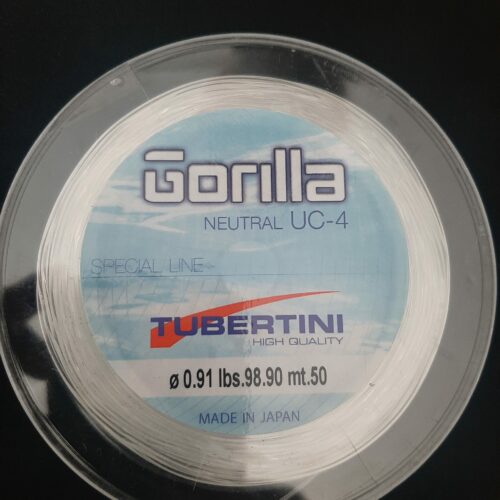 Gorilla
NEUTRAL UC-4
SPECIAL LINE
TUBERTINI
HIGH QUALITY
ø 0.91 lbs.98.90 mt.50
MADE IN JAPAN